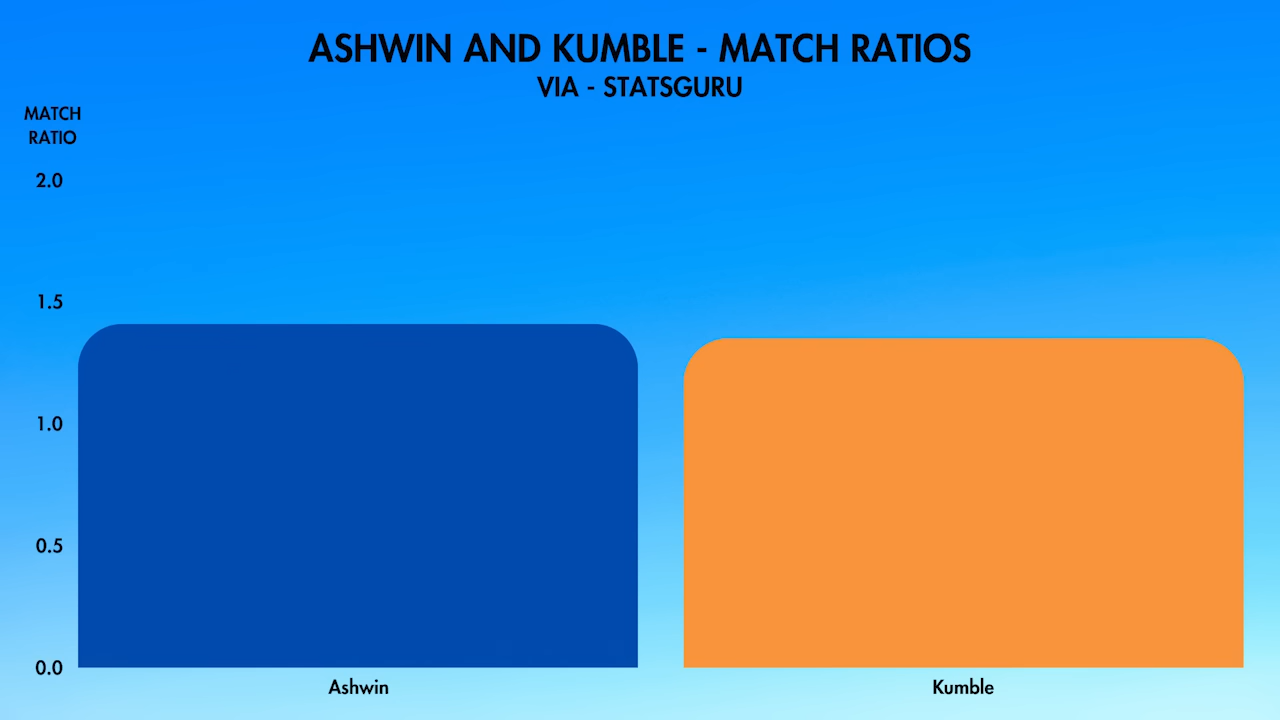 ASHWIN AND KUMBLE - MATCH RATIOS
VIA - STATSGURU
MATCH
RATIO
2.0
1.5
1.0
0.5
0.0
Ashwin
Kumble